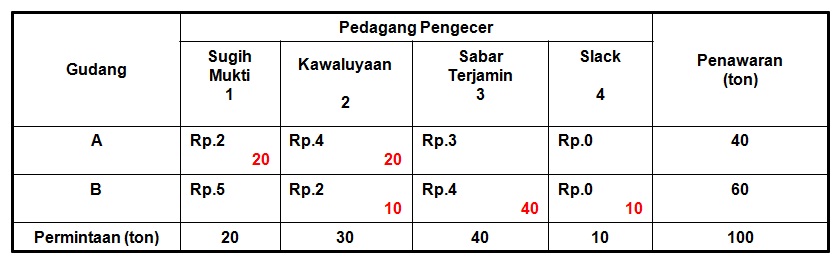 Gudang
Pedagang Pengecer
Penawaran
(ton)
Sugih
Mukti
1
Kawaluyaan
2
Sabar
Terjamin
3
Slack
4
A
Rp.2
20
Rp.4
20
Rp.3
Rp.0
40
B
Rp.5
Rp.2
10
Rp.4
40
Rp.0
10
60
Permintaan (ton)
20
30
40
10
100